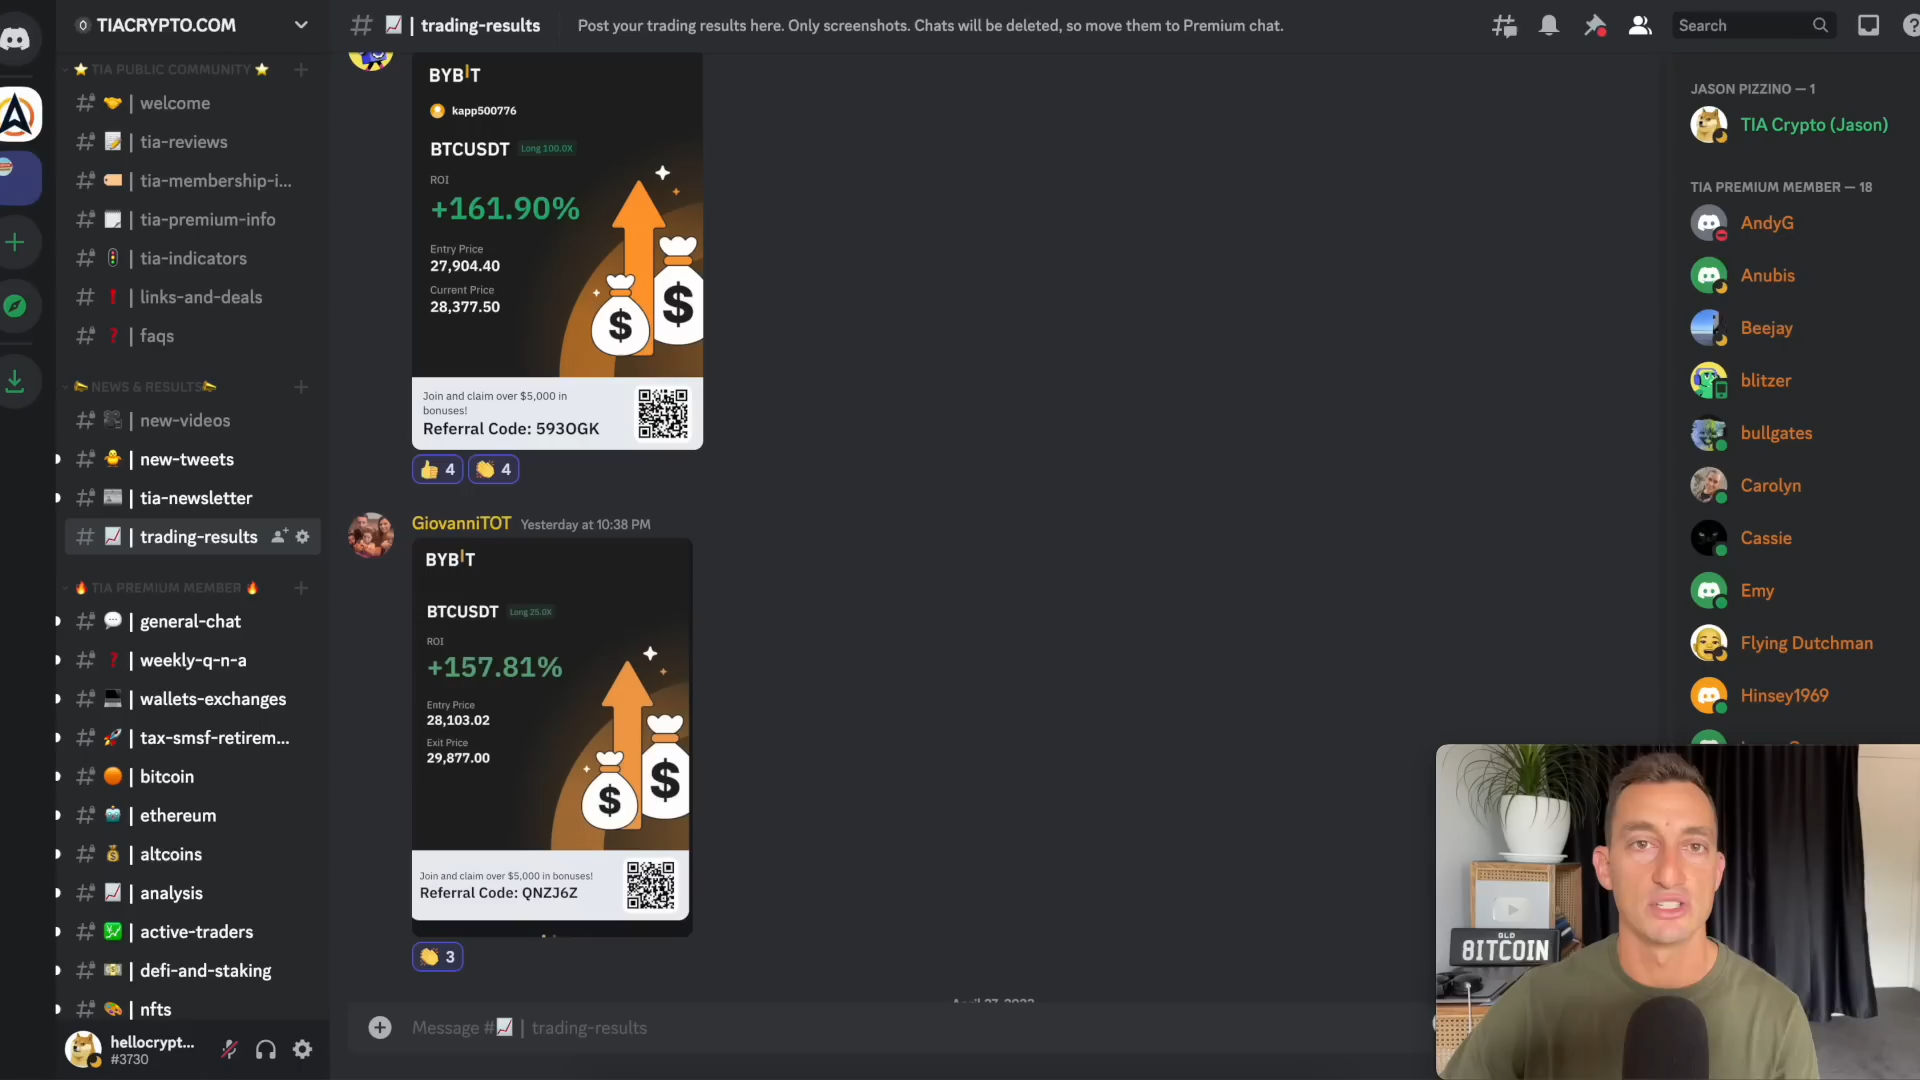 TIACRYPTO.COM
TIA PUBLIC COMMUNITY
| welcome
| tia-reviews
| tia-membership-i...
| tia-premium-info
| tia-indicators
| links-and-deals
| faqs
NEWS & RESULTS
| new-videos
| new-tweets
| tia-newsletter
| trading-results
TIA PREMIUM MEMBER
| general-chat
| weekly-q-n-a
| wallets-exchanges
| tax-smsf-retirem...
| bitcoin
| ethereum
| altcoins
| analysis
| active-traders
| defi-and-staking
| nfts
hellocrypt...
#3730
| trading-results
Post your trading results here. Only screenshots. Chats will be deleted, so move them to Premium chat.
Search
BYBIT
kapp500776
BTCUSDT Long 100.0X
ROI
+161.90%
Entry Price
27,904.40
Current Price
28,377.50
$ $
Join and claim over $5,000 in
bonuses!
Referral Code: 593OGK
4 4
GiovanniTOT Yesterday at 10:38 PM
BYBIT
BTCUSDT Long 25.0X
ROI
+157.81%
Entry Price
28,103.02
Exit Price
29,877.00
$ $
Join and claim over $5,000 in bonuses!
Referral Code: QNZJ6Z
3
Message # | trading-results
JASON PIZZINO — 1
TIA Crypto (Jason)
TIA PREMIUM MEMBER — 18
AndyG
Anubis
Beejay
blitzer
bullgates
Carolyn
Cassie
Emy
Flying Dutchman
Hinsey1969
QLD
8ITCOIN